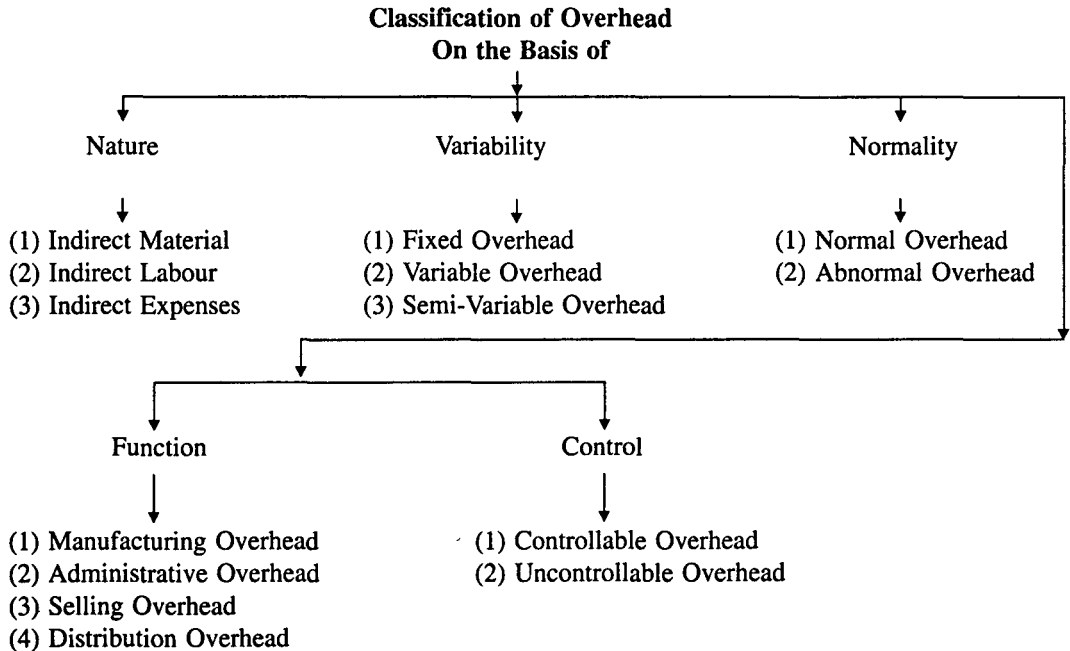 Classification of Overhead
On the Basis of
Nature
Variability
Normality
(1) Indirect Material
(2) Indirect Labour
(3) Indirect Expenses
(1) Fixed Overhead
(2) Variable Overhead
(3) Semi-Variable Overhead
(1) Normal Overhead
(2) Abnormal Overhead
Function
Control
(1) Manufacturing Overhead
(2) Administrative Overhead
(3) Selling Overhead
(4) Distribution Overhead
(1) Controllable Overhead
(2) Uncontrollable Overhead